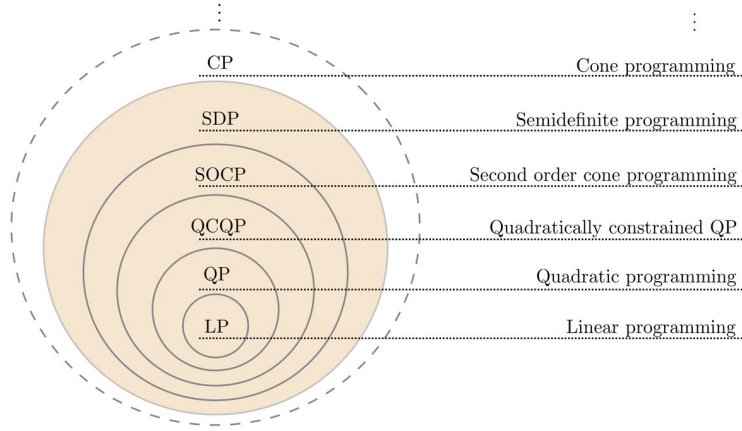 ⋮ ⋮
CP Cone programming
SDP Semidefinite programming
SOCP Second order cone programming
QCQP Quadratically constrained QP
QP Quadratic programming
LP Linear programming